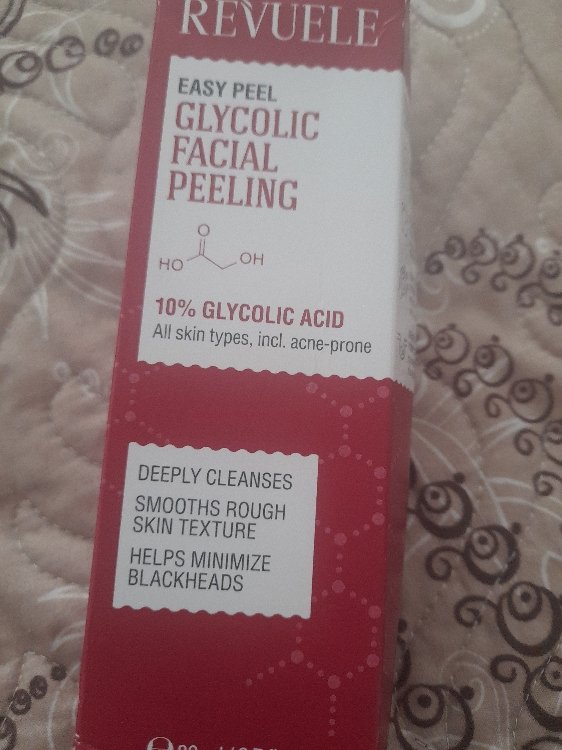 REVUELE
EASY PEEL
GLYCOLIC
FACIAL
PEELING
O
HO
OH
10% GLYCOLIC ACID
All skin types, incl. acne-prone
DEEPLY CLEANSES
SMOOTHS ROUGH
SKIN TEXTURE
HELPS MINIMIZE
BLACKHEADS